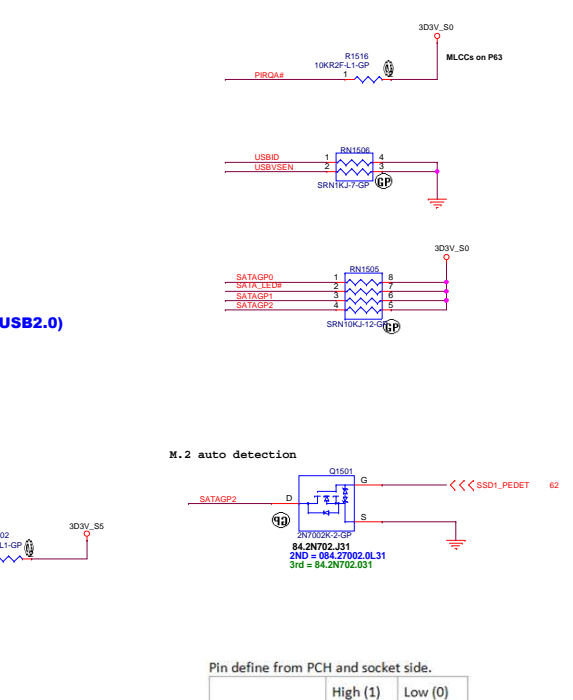 3D3V_S0
MLCCs on P63
R1516
10KR2F-L1-GP
PIRQA#
1
2
RN1506
USBID
1
4
USBVSEN
2
3
SRN1KJ-7-GP
GP
3D3V_S0
RN1505
SATAGP0
1
8
SATA_LED#
2
7
SATAGP1
3
6
SATAGP2
4
5
SRN10KJ-12-GP
GP
USB2.0)
M.2 auto detection
Q1501
G
SSD1_PEDET
62
SATAGP2
D
S
2N7002K-2-GP
84.2N702.J31
2ND = 084.27002.0L31
3rd = 84.2N702.031
02
3D3V_S5
L1-GP
Pin define from PCH and socket side.
High (1)
Low (0)